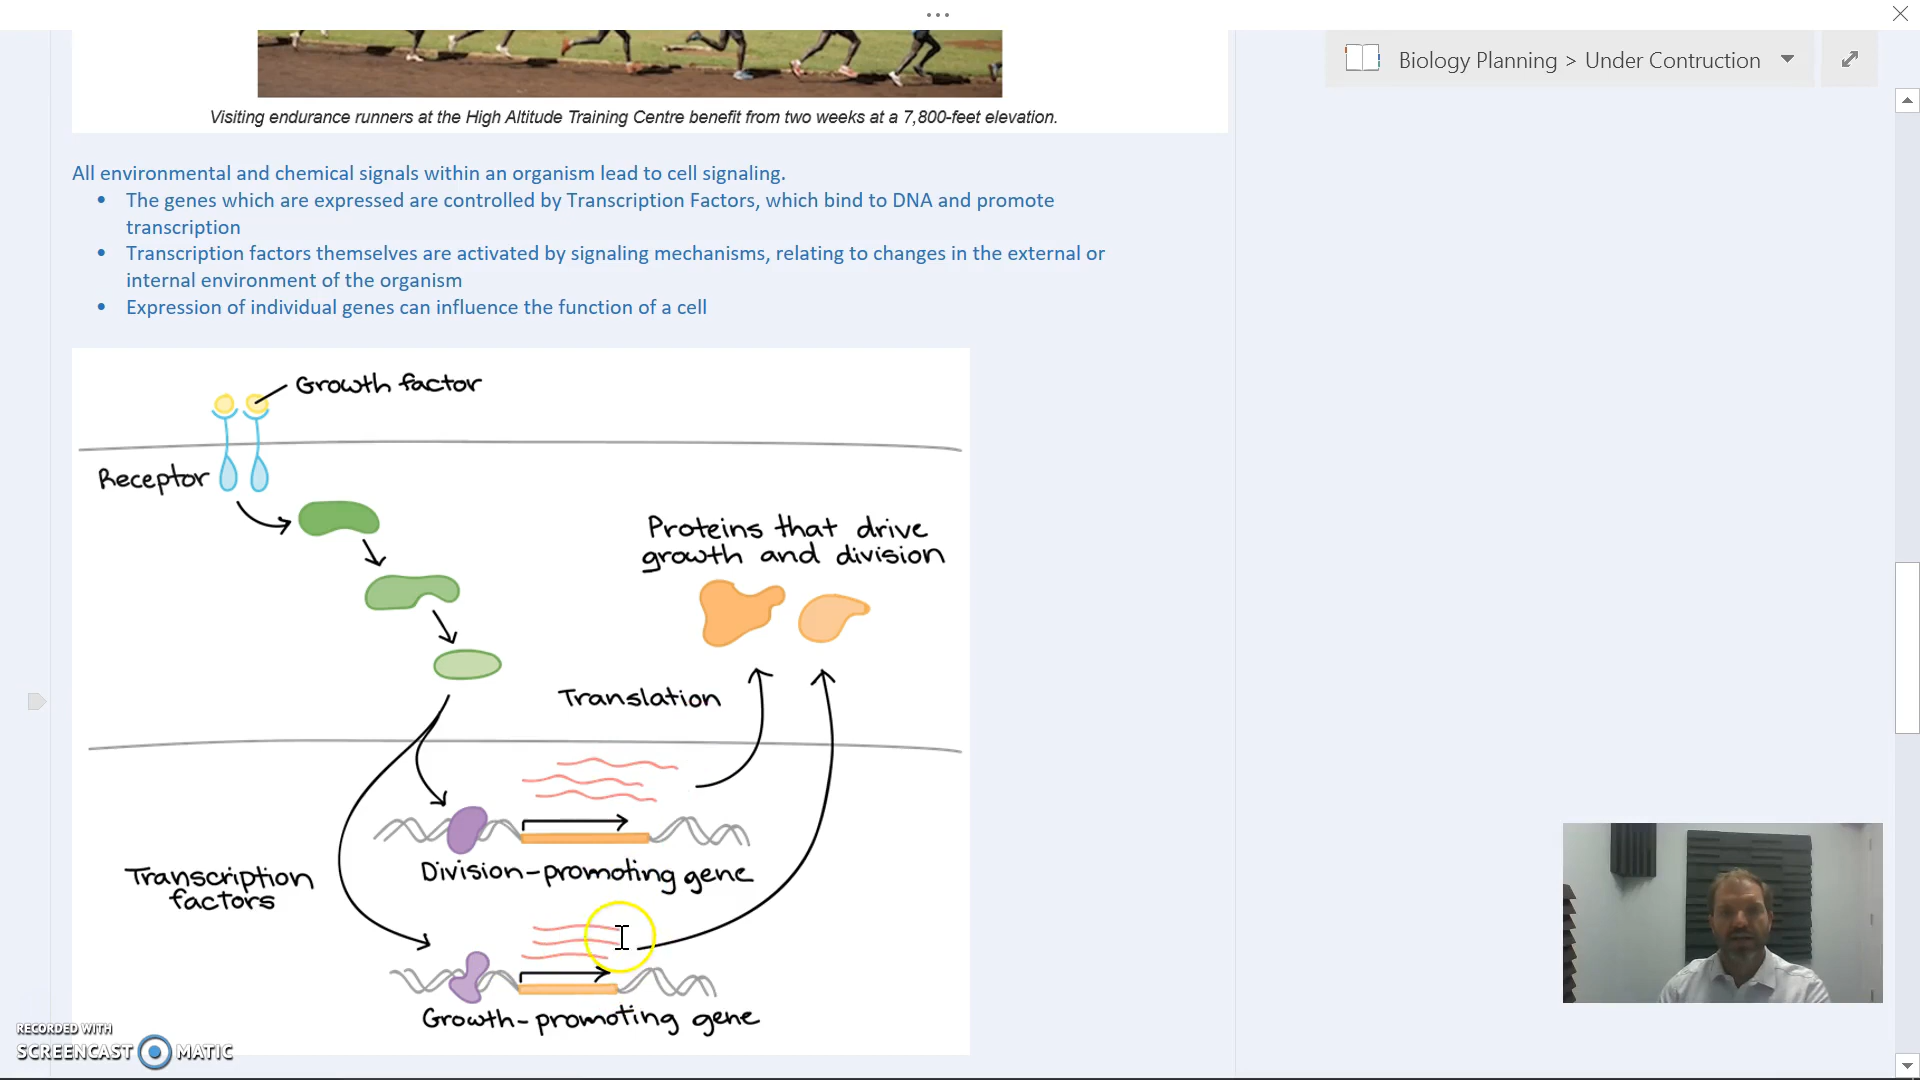 ...
Biology Planning > Under Contruction
Visiting endurance runners at the High Altitude Training Centre benefit from two weeks at a 7,800-feet elevation.
All environmental and chemical signals within an organism lead to cell signaling.
• The genes which are expressed are controlled by Transcription Factors, which bind to DNA and promote
transcription
• Transcription factors themselves are activated by signaling mechanisms, relating to changes in the external or
internal environment of the organism
• Expression of individual genes can influence the function of a cell
Growth factor
Receptor
Proteins that drive
growth and division
Translation
Transcription
factors
Division-promoting gene
Growth-promoting gene
RECORDED WITH
SCREENCAST MATIC